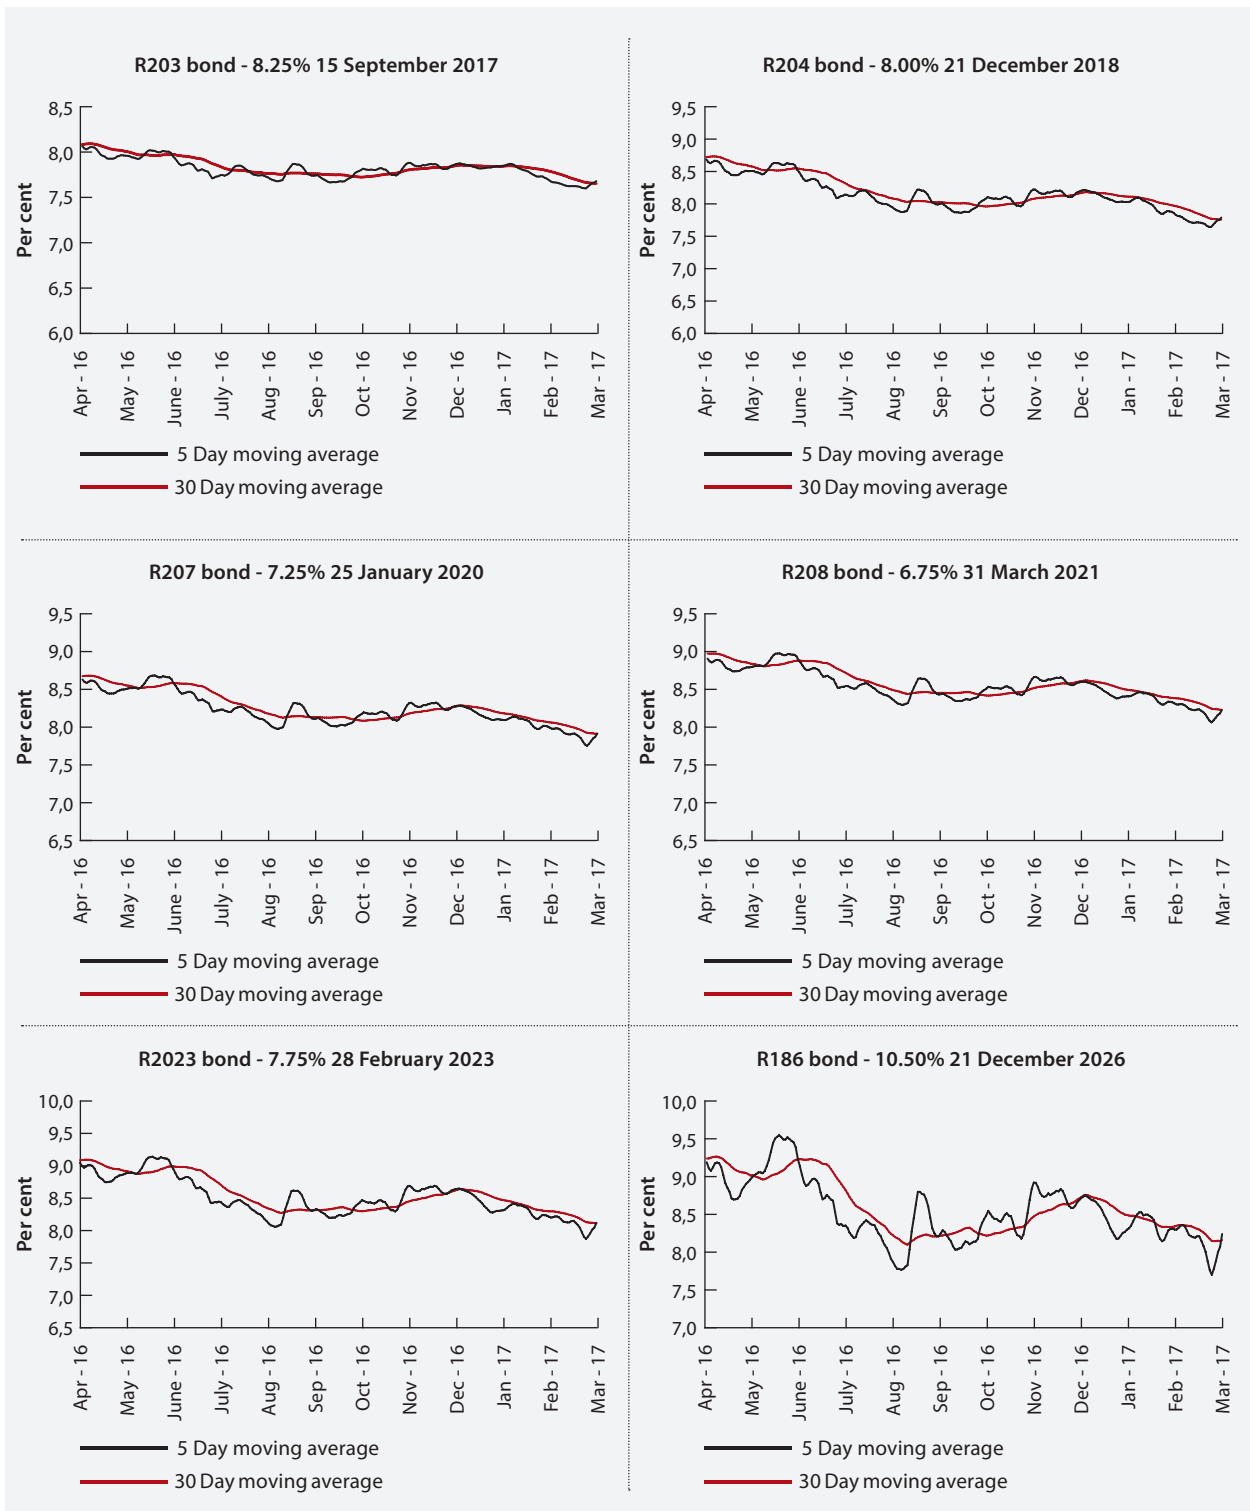 R203 bond - 8.25% 15 September 2017
Per cent
8,5
8,0
7,5
7,0
6,5
6,0
Apr - 16
May - 16
June - 16
July - 16
Aug - 16
Sep - 16
Oct - 16
Nov - 16
Dec - 16
Jan - 17
Feb - 17
Mar - 17
5 Day moving average
30 Day moving average
R204 bond - 8.00% 21 December 2018
Per cent
9,5
9,0
8,5
8,0
7,5
7,0
6,5
6,0
Apr - 16
May - 16
June - 16
July - 16
Aug - 16
Sep - 16
Oct - 16
Nov - 16
Dec - 16
Jan - 17
Feb - 17
Mar - 17
5 Day moving average
30 Day moving average
R207 bond - 7.25% 25 January 2020
Per cent
9,5
9,0
8,5
8,0
7,5
7,0
6,5
Apr - 16
May - 16
June - 16
July - 16
Aug - 16
Sep - 16
Oct - 16
Nov - 16
Dec - 16
Jan - 17
Feb - 17
Mar - 17
5 Day moving average
30 Day moving average
R208 bond - 6.75% 31 March 2021
Per cent
9,5
9,0
8,5
8,0
7,5
7,0
6,5
Apr - 16
May - 16
June - 16
July - 16
Aug - 16
Sep - 16
Oct - 16
Nov - 16
Dec - 16
Jan - 17
Feb - 17
Mar - 17
5 Day moving average
30 Day moving average
R2023 bond - 7.75% 28 February 2023
Per cent
10,0
9,5
9,0
8,5
8,0
7,5
7,0
6,5
Apr - 16
May - 16
June - 16
July - 16
Aug - 16
Sep - 16
Oct - 16
Nov - 16
Dec - 16
Jan - 17
Feb - 17
Mar - 17
5 Day moving average
30 Day moving average
R186 bond - 10.50% 21 December 2026
Per cent
10,0
9,5
9,0
8,5
8,0
7,5
7,0
Apr - 16
May - 16
June - 16
July - 16
Aug - 16
Sep - 16
Oct - 16
Nov - 16
Dec - 16
Jan - 17
Feb - 17
Mar - 17
5 Day moving average
30 Day moving average